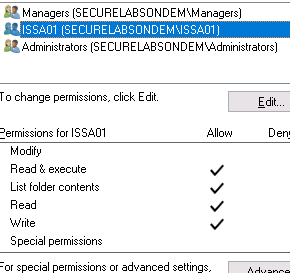 Managers (SECURELABSONDEM\Managers)
ISSA01 (SECURELABSONDEM\ISSA01)
Administrators (SECURELABSONDEM\Administrators)
To change permissions, click Edit.
Edit...
Permissions for ISSA01 Allow Deny
Modify
Read & execute
List folder contents
Read
Write
Special permissions
For special permissions or advanced settings,
Advance